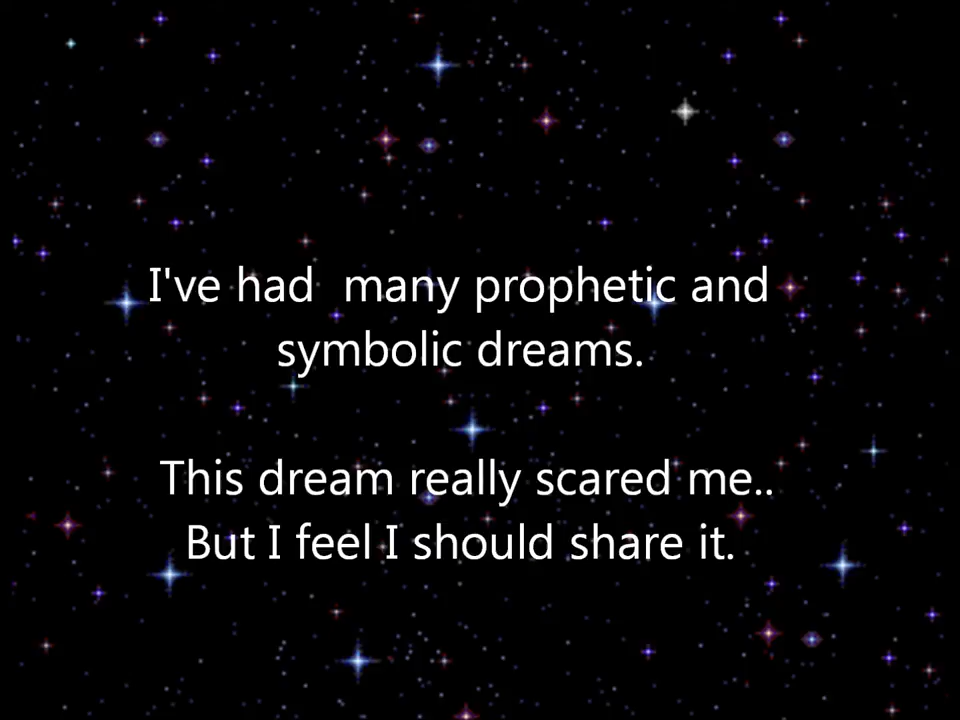 I've had  many prophetic and
symbolic dreams.
This dream really scared me..
But I feel I should share it.